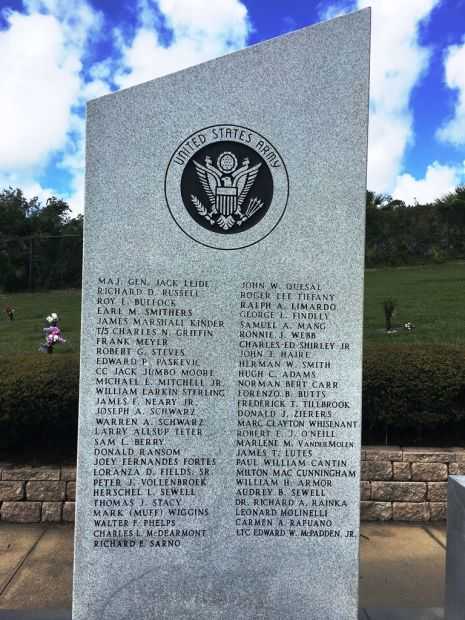 UNITED STATES ARMY
MAJ. GEN. JACK LEIDE
RICHARD D. RUSSELL
ROY L. BULLOCK
EARL M. SMITHERS
JAMES MARSHALL KINDER
T/5 CHARLES N. GRIFFIN
FRANK MEYER
ROBERT G. STEVES
EDWARD P. PASKEVIC
CC JACK JUMBO MOORE
MICHAEL E. MITCHELL JR.
WILLIAM LARKIN STERLING
JAMES F. NEARY JR.
JOSEPH A. SCHWARZ
WARREN A. SCHWARZ
LARRY ALLSUP TETER
SAM L. BERRY
DONALD RANSOM
JOEY FERNANDES FORTES
LORANZA D. FIELDS, SR.
PETER J. VOLLENBROEK
HERSCHEL L. SEWELL
THOMAS J. STACY
MARK (MUFF) WIGGINS
WALTER F. PHELPS
CHARLES L. McDEARMONT
RICHARD E. SARNO
JOHN W. QUESAL
ROGER LEE TIFFANY
RALPH A. LIMARDO
GEORGE L. FINDLEY
SAMUEL A. MANG
RONNIE J. WEBB
CHARLES ED SHIRLEY JR.
JOHN J. HAIRE
HERMAN W. SMITH
HUGH C. ADAMS
NORMAN BERT CARR
LORENZO B. BUTTS
FREDERICK T. TILLBROOK
DONALD J. ZIERERS
MARC CLAYTON WHISENANT
ROBERT E. J. O'NEILL
MARLENE M. VANDERMOLEN
JAMES T. LUTES
PAUL WILLIAM CANTIN
MILTON MAC CUNNINGHAM
WILLIAM H. ARMOR
AUDREY B. SEWELL
DR. RICHARD A. RAINKA
LEONARD MOLINELLI
CARMEN A. RAPUANO
LTC EDWARD W. McPADDEN, JR.